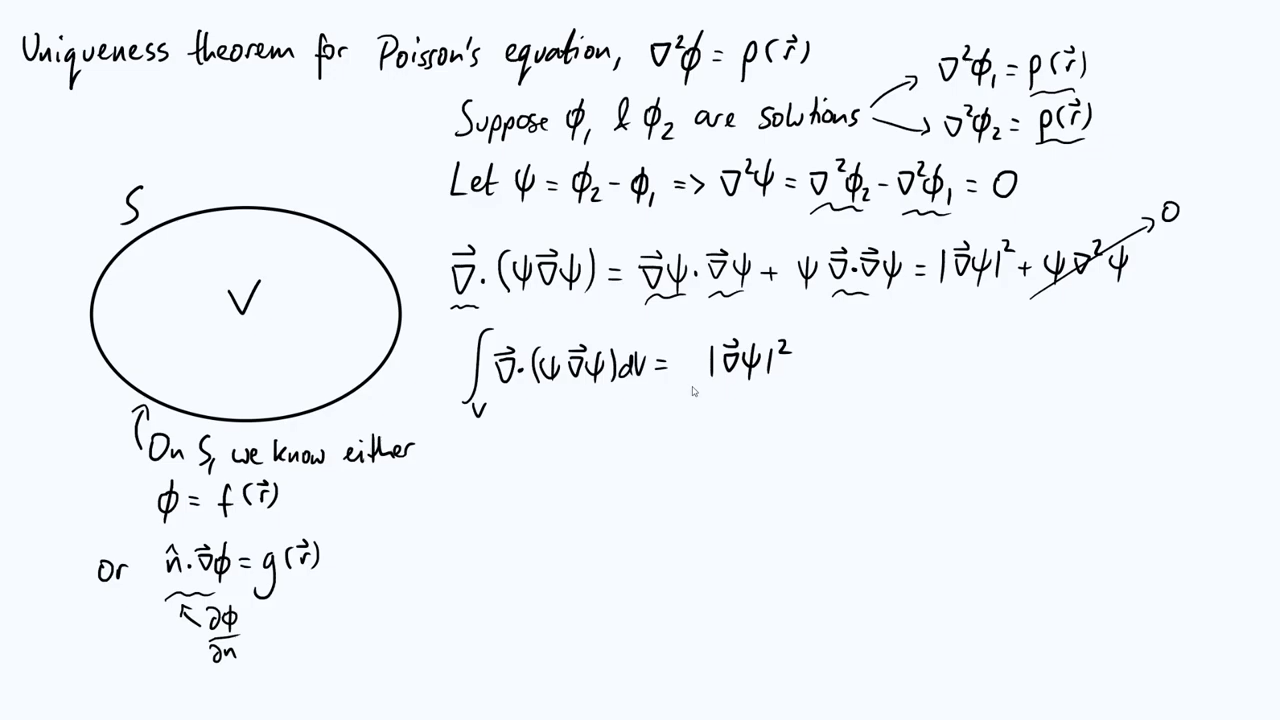 Uniqueness theorem for Poisson's equation, ∇²ϕ = ρ(r⃗)
Suppose ϕ₁ & ϕ₂ are solutions
∇²ϕ₁ = ρ(r⃗)
∇²ϕ₂ = ρ(r⃗)
Let ψ = ϕ₂ - ϕ₁ => ∇²ψ = ∇²ϕ₂ - ∇²ϕ₁ = 0
∇⃗·(ψ∇⃗ψ) = ∇⃗ψ·∇⃗ψ + ψ∇⃗·∇⃗ψ = |∇⃗ψ|² + ψ∇²ψ
0
∫_V ∇⃗·(ψ∇⃗ψ)dV = |∇⃗ψ|²
S
V
On S, we know either
ϕ = f(r⃗)
or n̂·∇⃗ϕ = g(r⃗)
∂ϕ/∂n